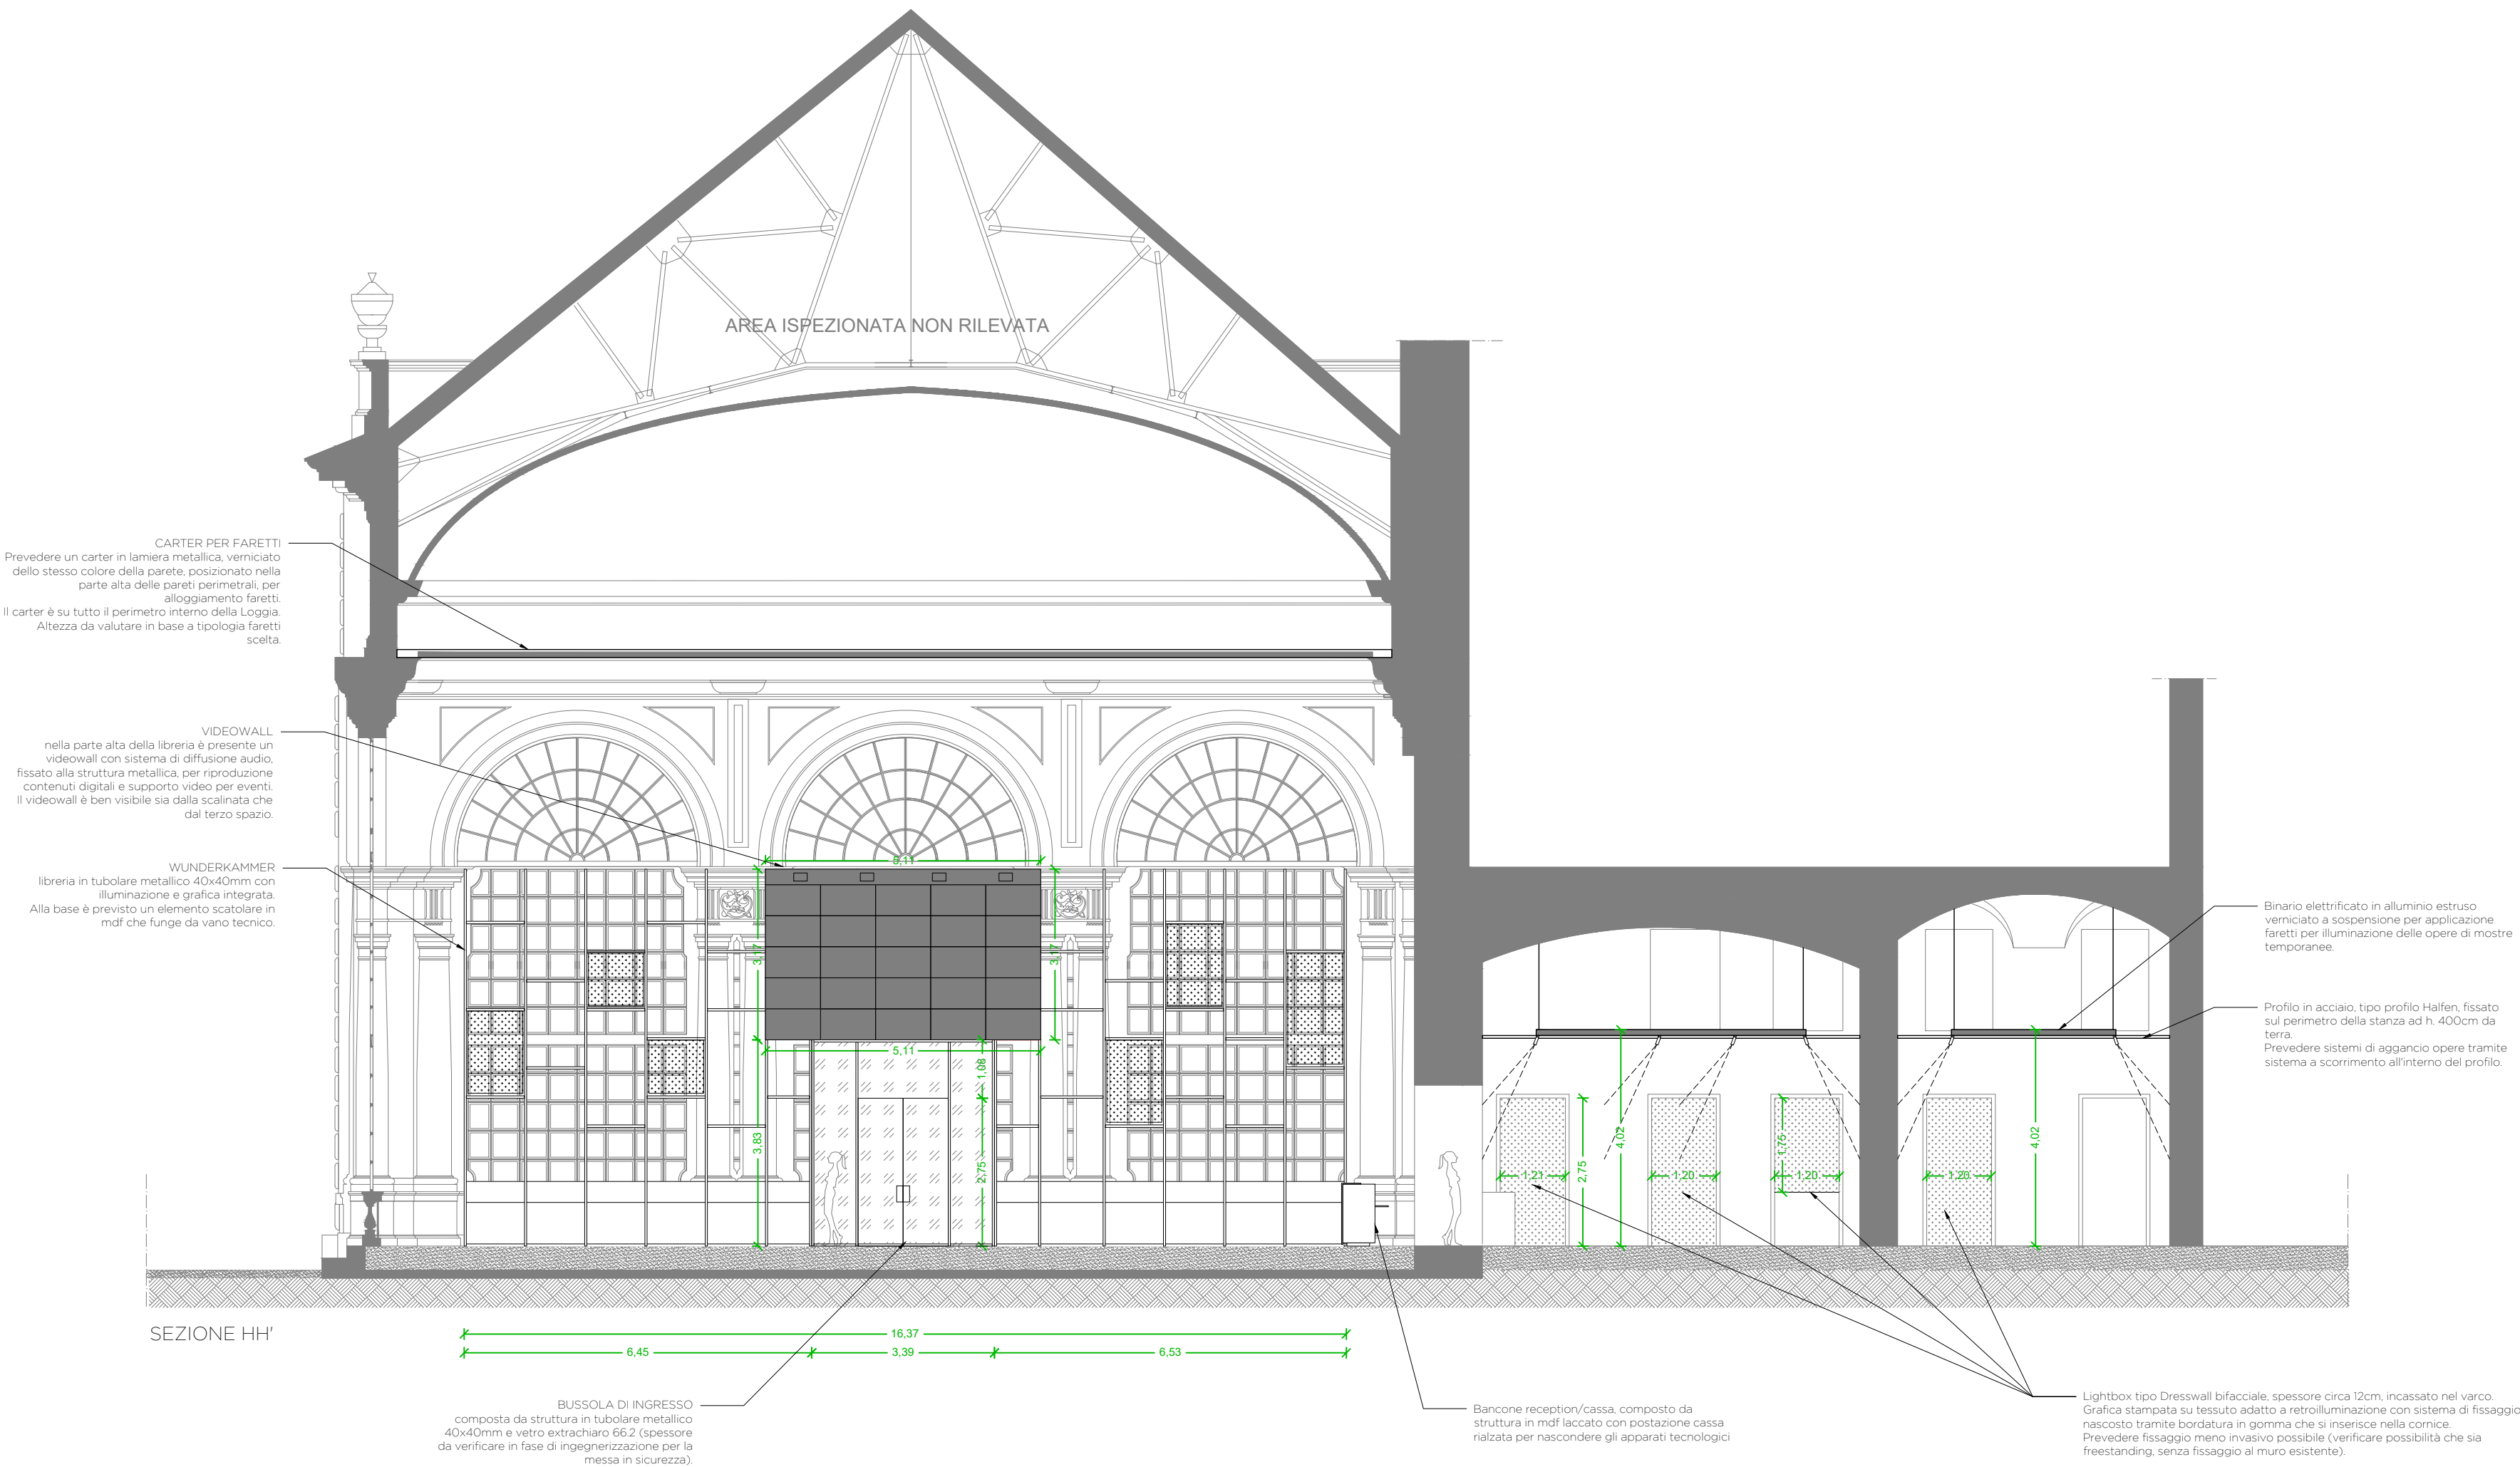 AREA ISPEZIONATA NON RILEVATA
CARTER PER FARETTI
Prevedere un carter in lamiera metallica, verniciato
dello stesso colore della parete, posizionato nella
parte alta delle pareti perimetrali, per
alloggiamento faretti.
Il carter è su tutto il perimetro interno della Loggia.
Altezza da valutare in base a tipologia faretti
scelta.
VIDEOWALL
nella parte alta della libreria è presente un
videowall con sistema di diffusione audio,
fissato alla struttura metallica, per riproduzione
contenuti digitali e supporto video per eventi.
Il videowall è ben visibile sia dalla scalinata che
dal terzo spazio.
WUNDERKAMMER
libreria in tubolare metallico 40x40mm con
illuminazione e grafica integrata.
Alla base è previsto un elemento scatolare in
mdf che funge da vano tecnico.
5,11
3,17
3,17
5,11
1,08
3,83
2,75
1,21
2,75
4,02
1,20
1,75
1,20
1,20
4,02
Binario elettrificato in alluminio estruso
verniciato a sospensione per applicazione
faretti per illuminazione delle opere di mostre
temporanee.
Profilo in acciaio, tipo profilo Halfen, fissato
sul perimetro della stanza ad h. 400cm da
terra.
Prevedere sistemi di aggancio opere tramite
sistema a scorrimento all'interno del profilo.
SEZIONE HH'
16,37
6,45
3,39
6,53
BUSSOLA DI INGRESSO
composta da struttura in tubolare metallico
40x40mm e vetro extrachiaro 66.2 (spessore
da verificare in fase di ingegnerizzazione per la
messa in sicurezza).
Bancone reception/cassa, composto da
struttura in mdf laccato con postazione cassa
rialzata per nascondere gli apparati tecnologici
Lightbox tipo Dresswall bifacciale, spessore circa 12cm, incassato nel varco.
Grafica stampata su tessuto adatto a retroilluminazione con sistema di fissaggio
nascosto tramite bordatura in gomma che si inserisce nella cornice.
Prevedere fissaggio meno invasivo possibile (verificare possibilità che sia
freestanding, senza fissaggio al muro esistente).